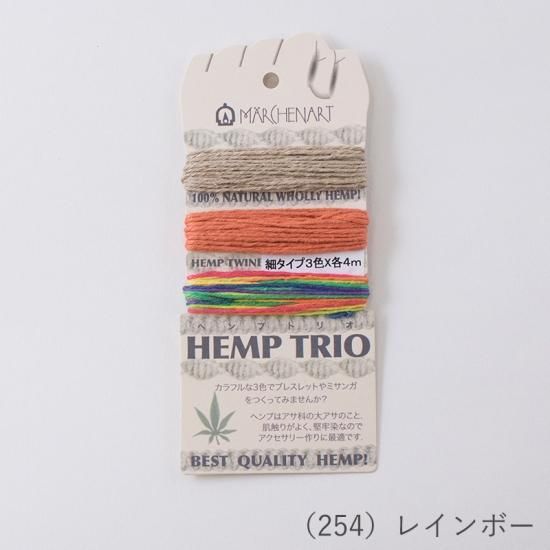 MÄRCHENART
100% NATURAL WHOLLY HEMP!
HEMP TWINE 細タイプ3色X各4m
ヘンプトリオ
HEMP TRIO
カラフルな3色でブレスレットやミサンガ
をつくってみませんか?
ヘンプはアサ科の大アサのこと。
肌触りがよく、堅牢染なので
アクセサリー作りに最適です。
BEST QUALITY HEMP!
(254) レインボー